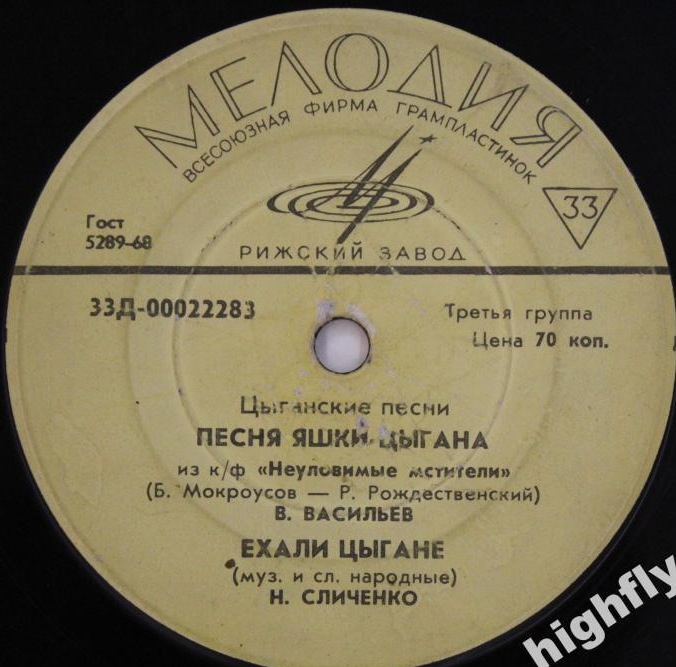 МЕЛОДИЯ
ВСЕСОЮЗНАЯ ФИРМА ГРАМПЛАСТИНОК
33
Гост
5289-68
РИЖСКИЙ ЗАВОД
33Д-00022283
Третья группа
Цена 70 коп.
Цыганские песни
ПЕСНЯ ЯШКИ-ЦЫГАНА
из к/ф «Неуловимые мстители»
(Б. Мокроусов — Р. Рождественский)
В. ВАСИЛЬЕВ
ЕХАЛИ ЦЫГАНЕ
(муз. и сл. народные)
Н. СЛИЧЕНКО
highfly